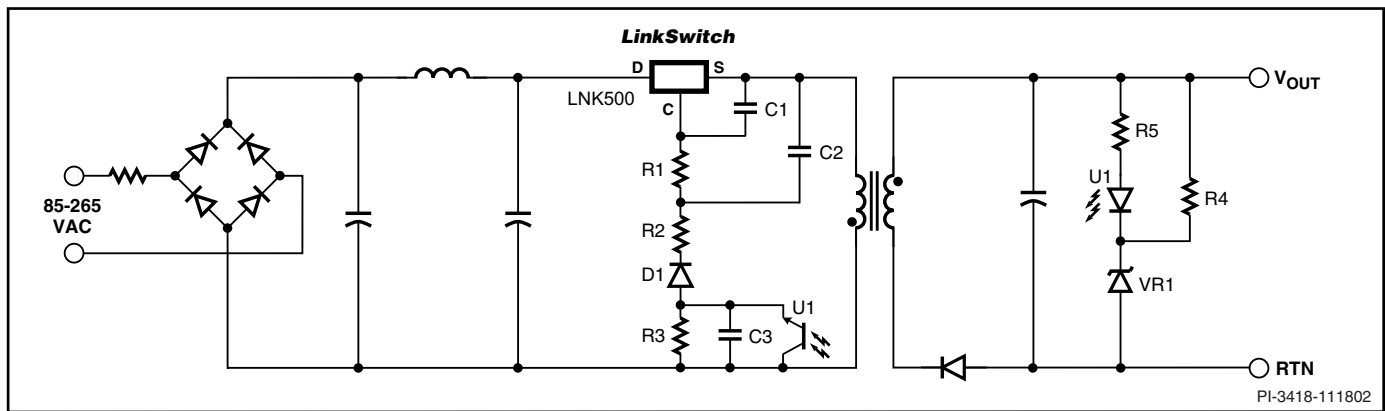 LinkSwitch
D
S
LNK500
C
C1
C2
R1
R2
D1
R3
C3
U1
85-265
VAC
R5
U1
R4
VR1
VOUT
RTN
PI-3418-111802